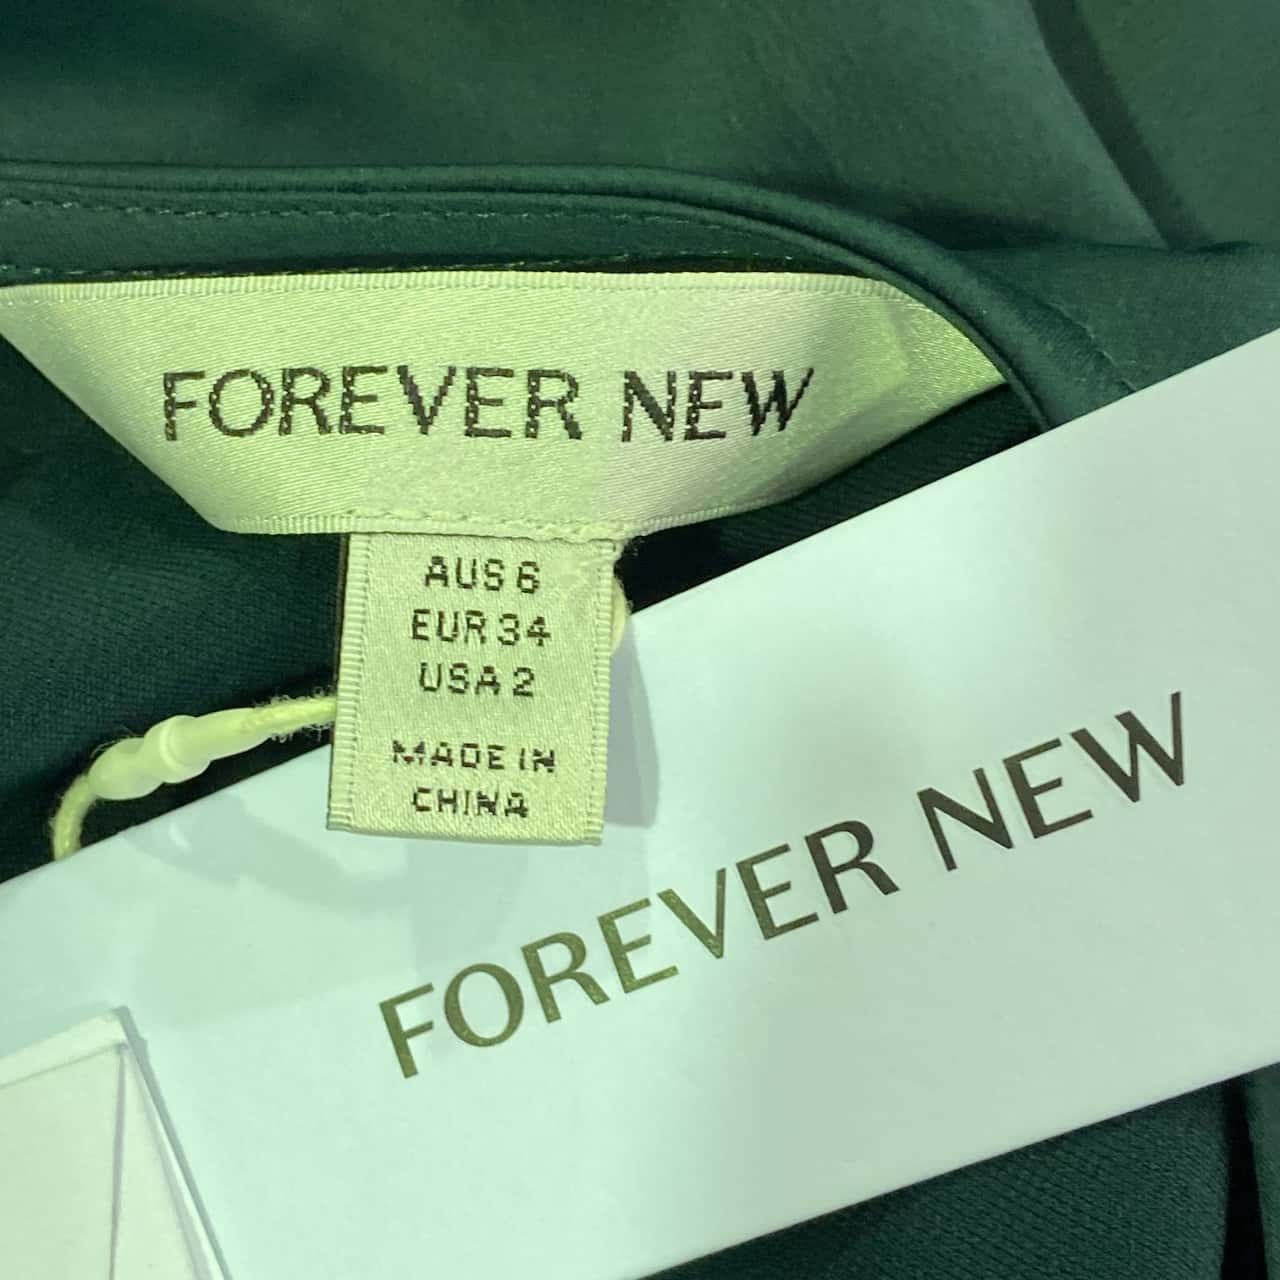 FOREVER NEW
AUS 6
EUR 34
USA 2
MADE IN
CHINA
FOREVER NEW